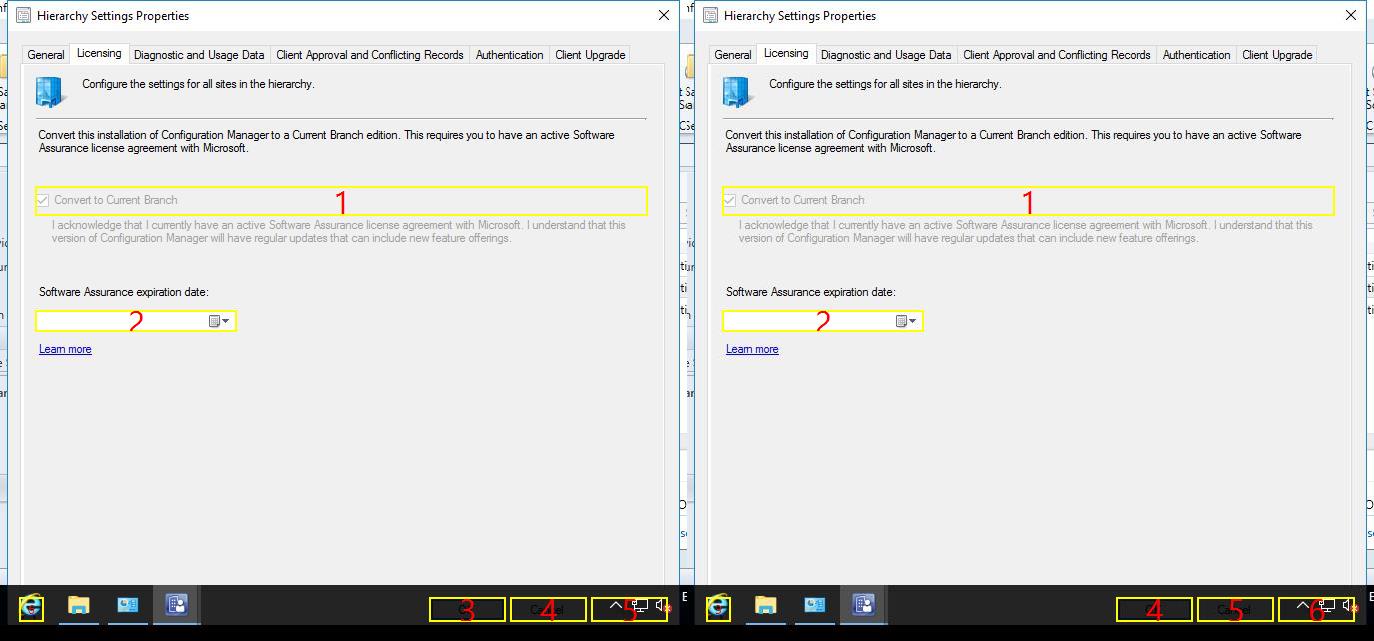 Hierarchy Settings Properties
General Licensing Diagnostic and Usage Data Client Approval and Conflicting Records Authentication Client Upgrade
Configure the settings for all sites in the hierarchy.
Convert this installation of Configuration Manager to a Current Branch edition. This requires you to have an active Software
Assurance license agreement with Microsoft.
Convert to Current Branch
1
I acknowledge that I currently have an active Software Assurance license agreement with Microsoft. I understand that this
version of Configuration Manager will have regular updates that can include new feature offerings.
Software Assurance expiration date:
2
Learn more
3 4 5
Hierarchy Settings Properties
General Licensing Diagnostic and Usage Data Client Approval and Conflicting Records Authentication Client Upgrade
Configure the settings for all sites in the hierarchy.
Convert this installation of Configuration Manager to a Current Branch edition. This requires you to have an active Software
Assurance license agreement with Microsoft.
Convert to Current Branch
1
I acknowledge that I currently have an active Software Assurance license agreement with Microsoft. I understand that this
version of Configuration Manager will have regular updates that can include new feature offerings.
Software Assurance expiration date:
2
Learn more
4 5 6